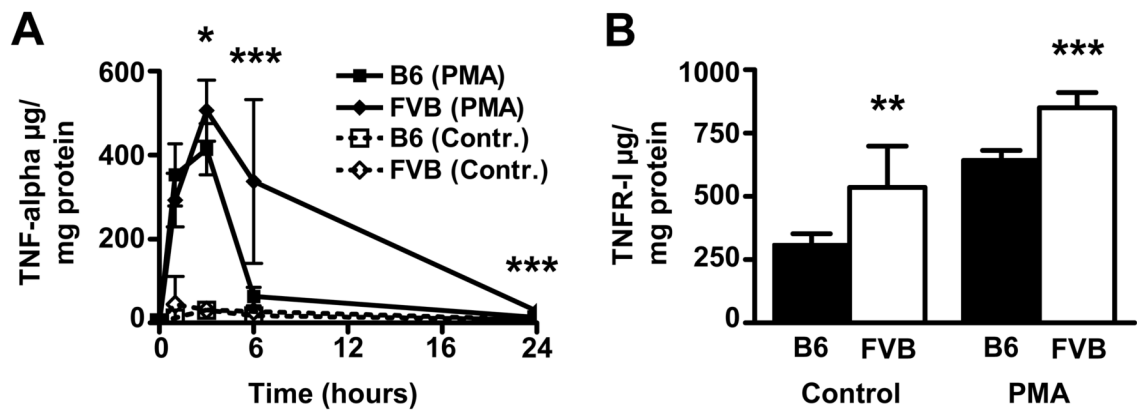 A
TNF-alpha µg/
mg protein
600
400
200
0
*
***
***
B6 (PMA)
FVB (PMA)
B6 (Contr.)
FVB (Contr.)
0
6
12
18
24
Time (hours)
B
TNFR-I µg/
mg protein
1000
750
500
250
0
**
***
B6
FVB
B6
FVB
Control
PMA